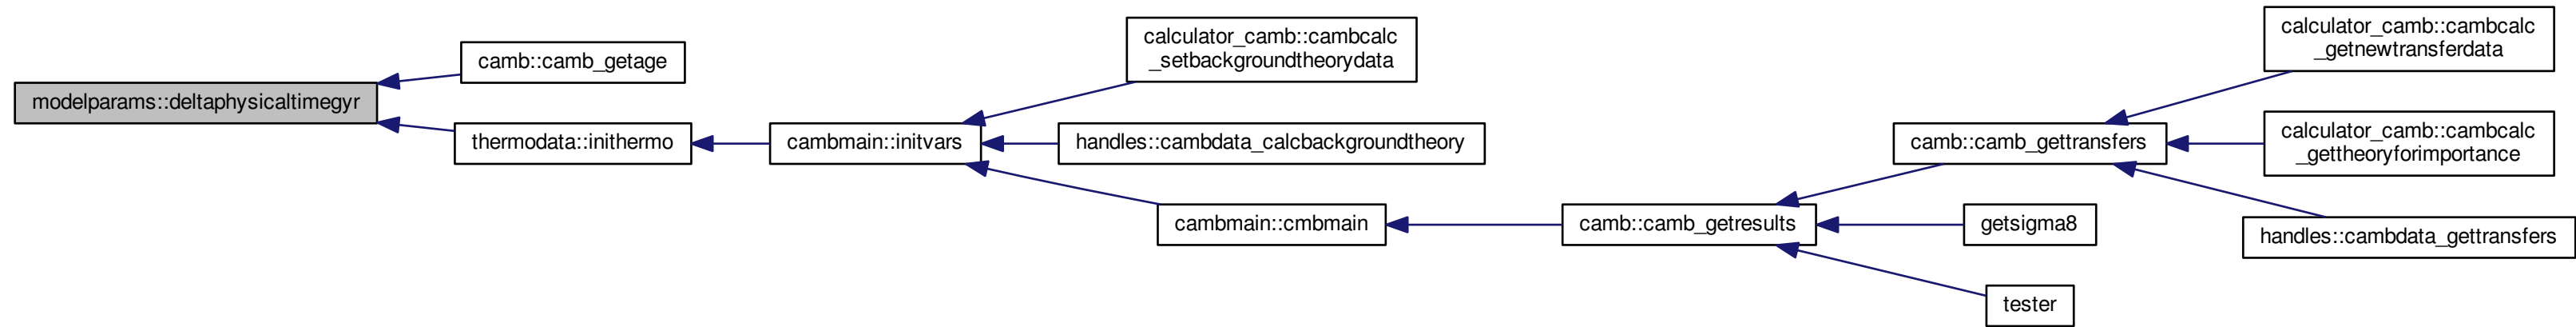 modelparams::deltaphysicaltimegyr
camb::camb_getage
thermodata::inithermo
cambmain::initvars
calculator_camb::cambcalc
_setbackgroundtheorydata
handles::cambdata_calcbackgroundtheory
cambmain::cmbmain
camb::camb_getresults
camb::camb_gettransfers
getsigma8
tester
calculator_camb::cambcalc
_getnewtransferdata
calculator_camb::cambcalc
_gettheoryforimportance
handles::cambdata_gettransfers